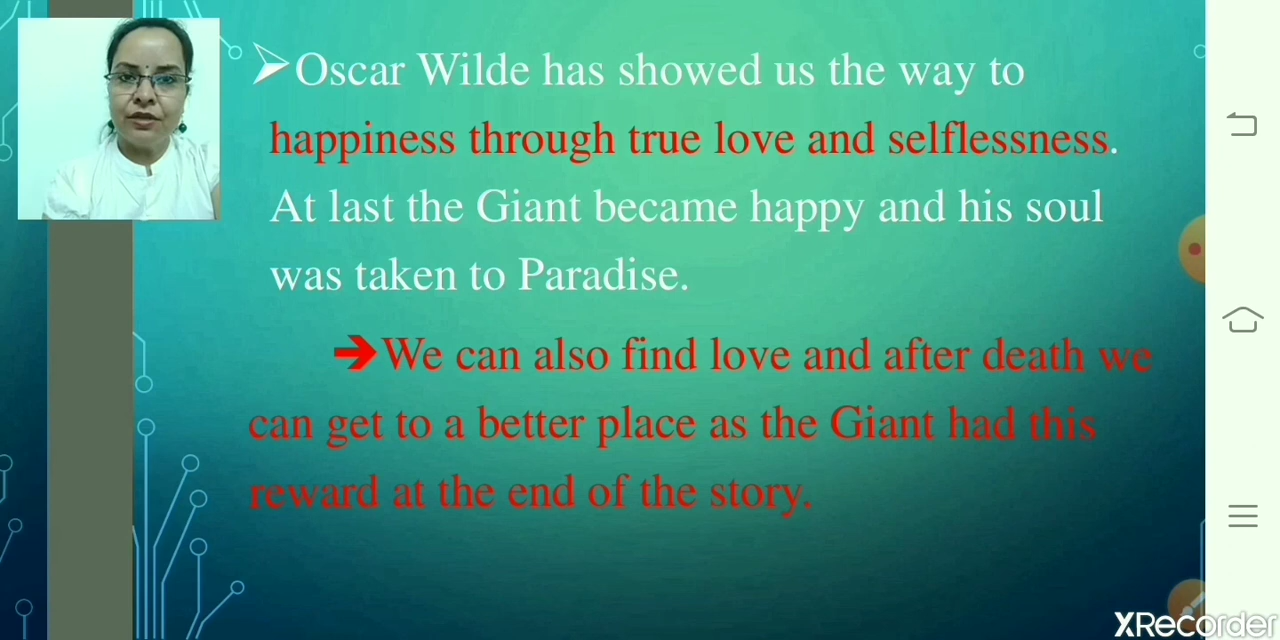 Oscar Wilde has showed us the way to
happiness through true love and selflessness.
At last the Giant became happy and his soul
was taken to Paradise.
We can also find love and after death we
can get to a better place as the Giant had this
reward at the end of the story.
XRecorder